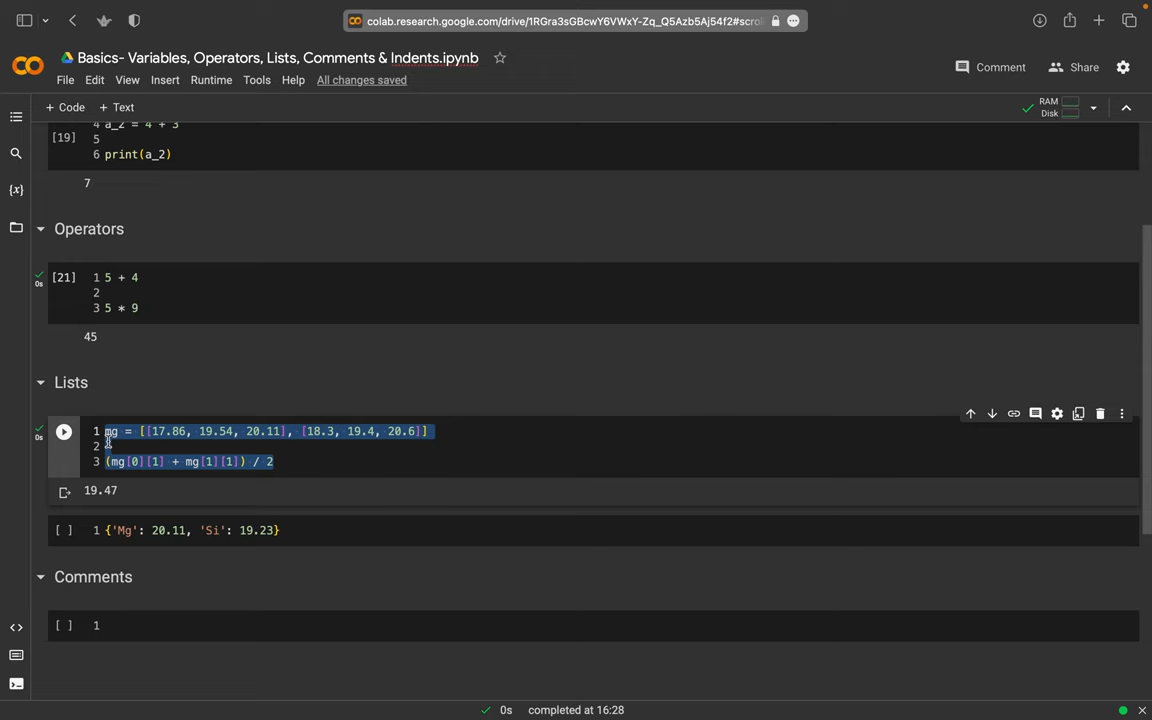 colab.research.google.com/drive/1RGra3sGBcwY6VWxY-Zq_Q5Azb5Aj54f2#scrol
Basics- Variables, Operators, Lists, Comments & Indents.ipynb
File Edit View Insert Runtime Tools Help All changes saved
Comment Share
+ Code + Text
RAM
Disk
4 a_2 = 4 + 3
[19] 5
6 print(a_2)
7
Operators
[21] 1 5 + 4
0s 2
3 5 * 9
45
Lists
1 mg = [[17.86, 19.54, 20.11], [18.3, 19.4, 20.6]]
0s 2
3 (mg[0][1] + mg[1][1]) / 2
19.47
[ ] 1 {'Mg': 20.11, 'Si': 19.23}
Comments
[ ] 1
0s completed at 16:28